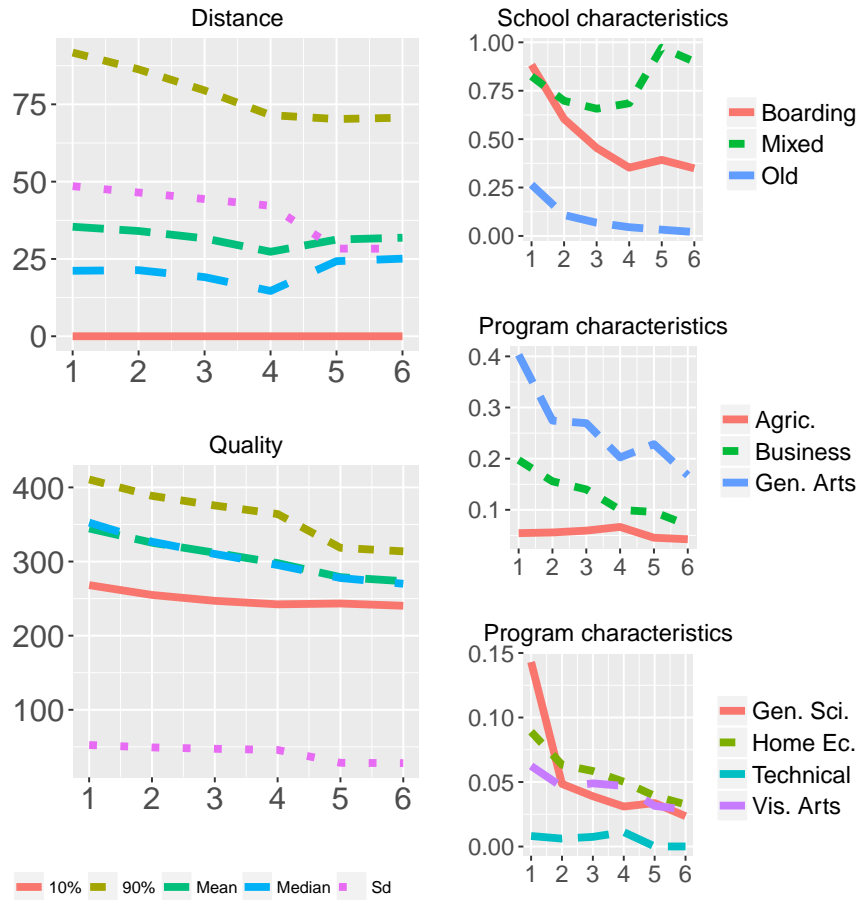 Distance
75
50
25
0
1 2 3 4 5 6
Quality
400
300
200
100
1 2 3 4 5 6
10% 90% Mean Median Sd
School characteristics
1.00
0.75
0.50
0.25
0.00
1 2 3 4 5 6
Boarding
Mixed
Old
Program characteristics
0.4
0.3
0.2
0.1
1 2 3 4 5 6
Agric.
Business
Gen. Arts
Program characteristics
0.15
0.10
0.05
0.00
1 2 3 4 5 6
Gen. Sci.
Home Ec.
Technical
Vis. Arts